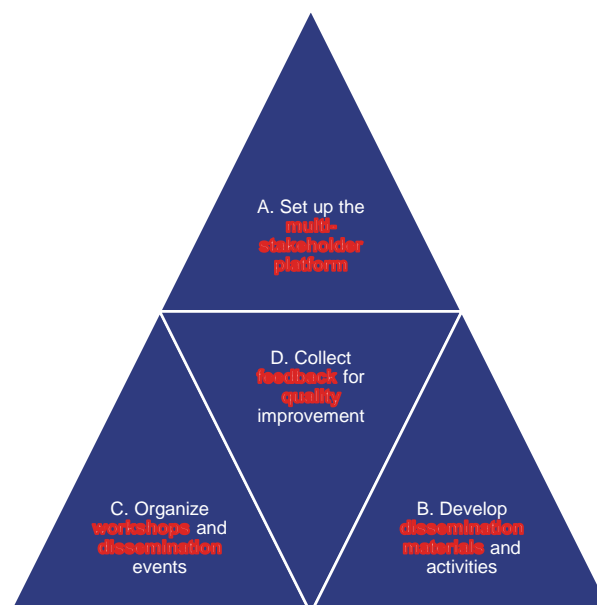 A. Set up the
multi-
stakeholder
platform
D. Collect
feedback for
quality
improvement
C. Organize
workshops and
dissemination
events
B. Develop
dissemination
materials and
activities